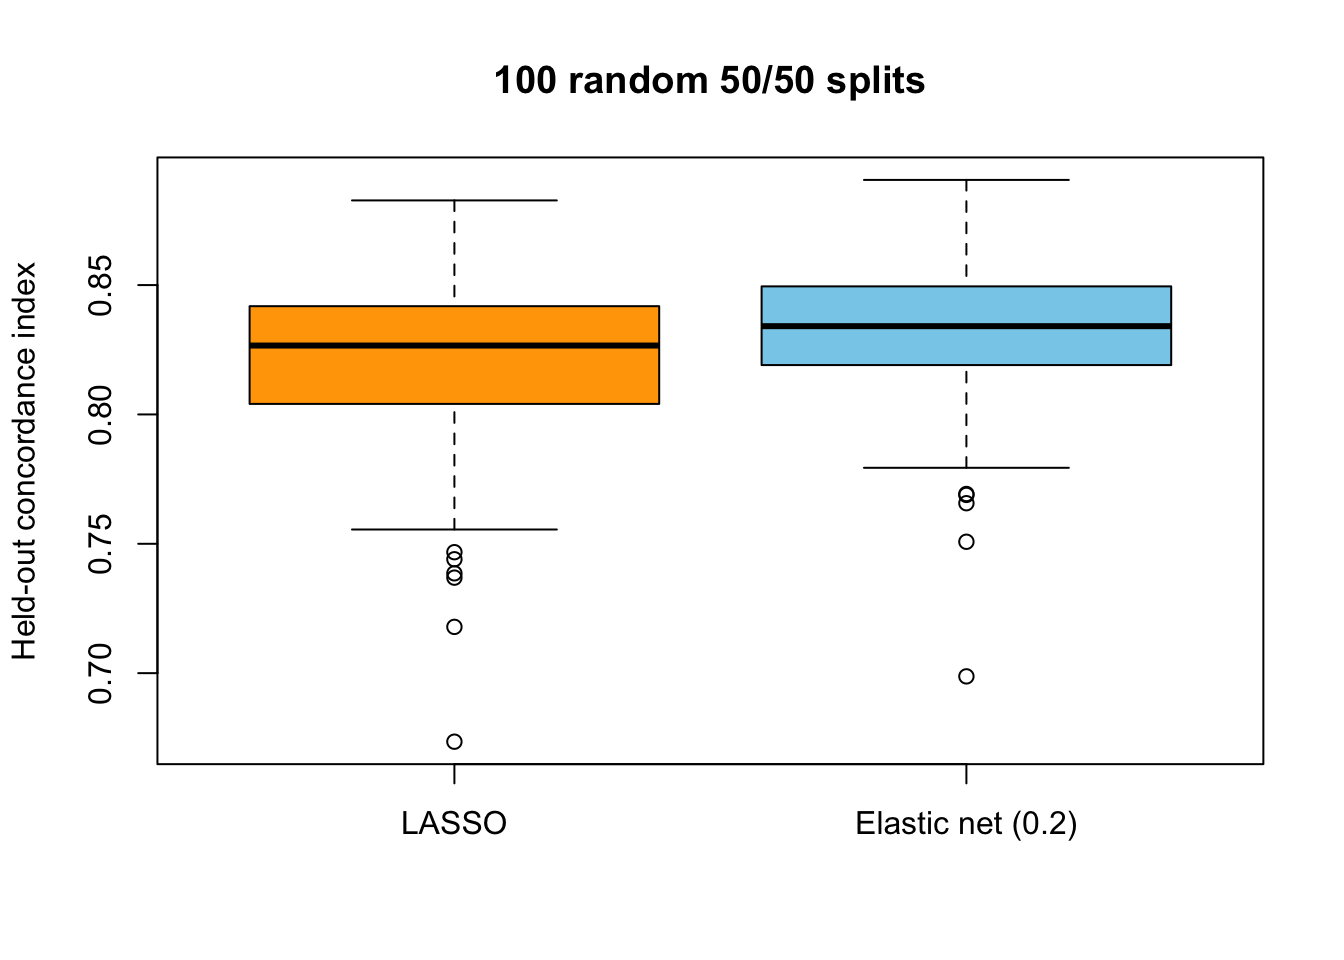 100 random 50/50 splits
Held-out concordance index
0.85
0.80
0.75
0.70
LASSO
Elastic net (0.2)